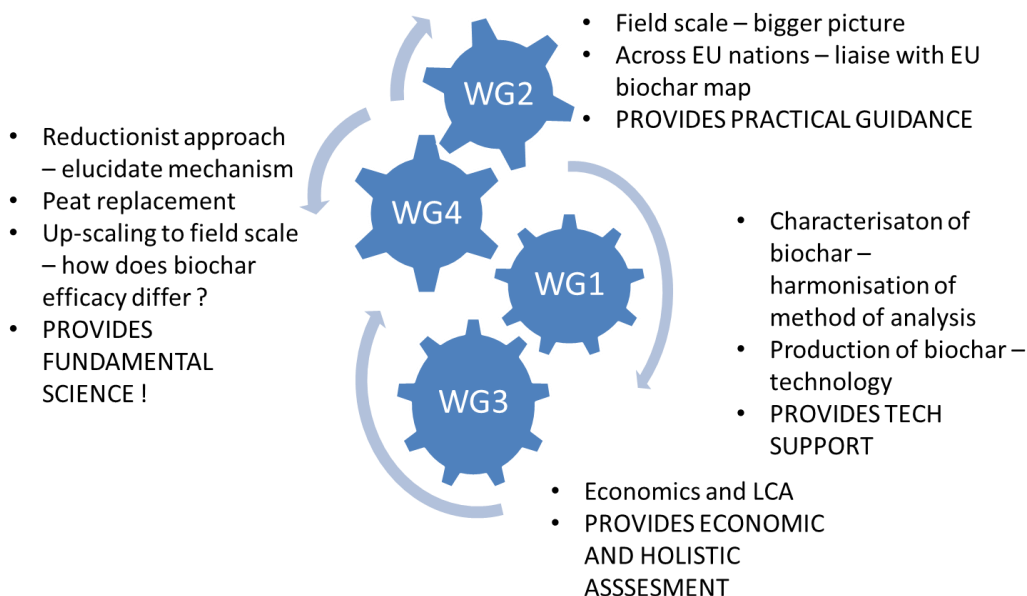 WG2
• Field scale – bigger picture
• Across EU nations – liaise with EU
biochar map
• PROVIDES PRACTICAL GUIDANCE
• Reductionist approach
– elucidate mechanism
• Peat replacement
• Up-scaling to field scale
– how does biochar
efficacy differ ?
• PROVIDES
FUNDAMENTAL
SCIENCE !
WG4
WG1
• Characterisaton of
biochar –
harmonisation of
method of analysis
• Production of biochar –
technology
• PROVIDES TECH
SUPPORT
WG3
• Economics and LCA
• PROVIDES ECONOMIC
AND HOLISTIC
ASSSESMENT